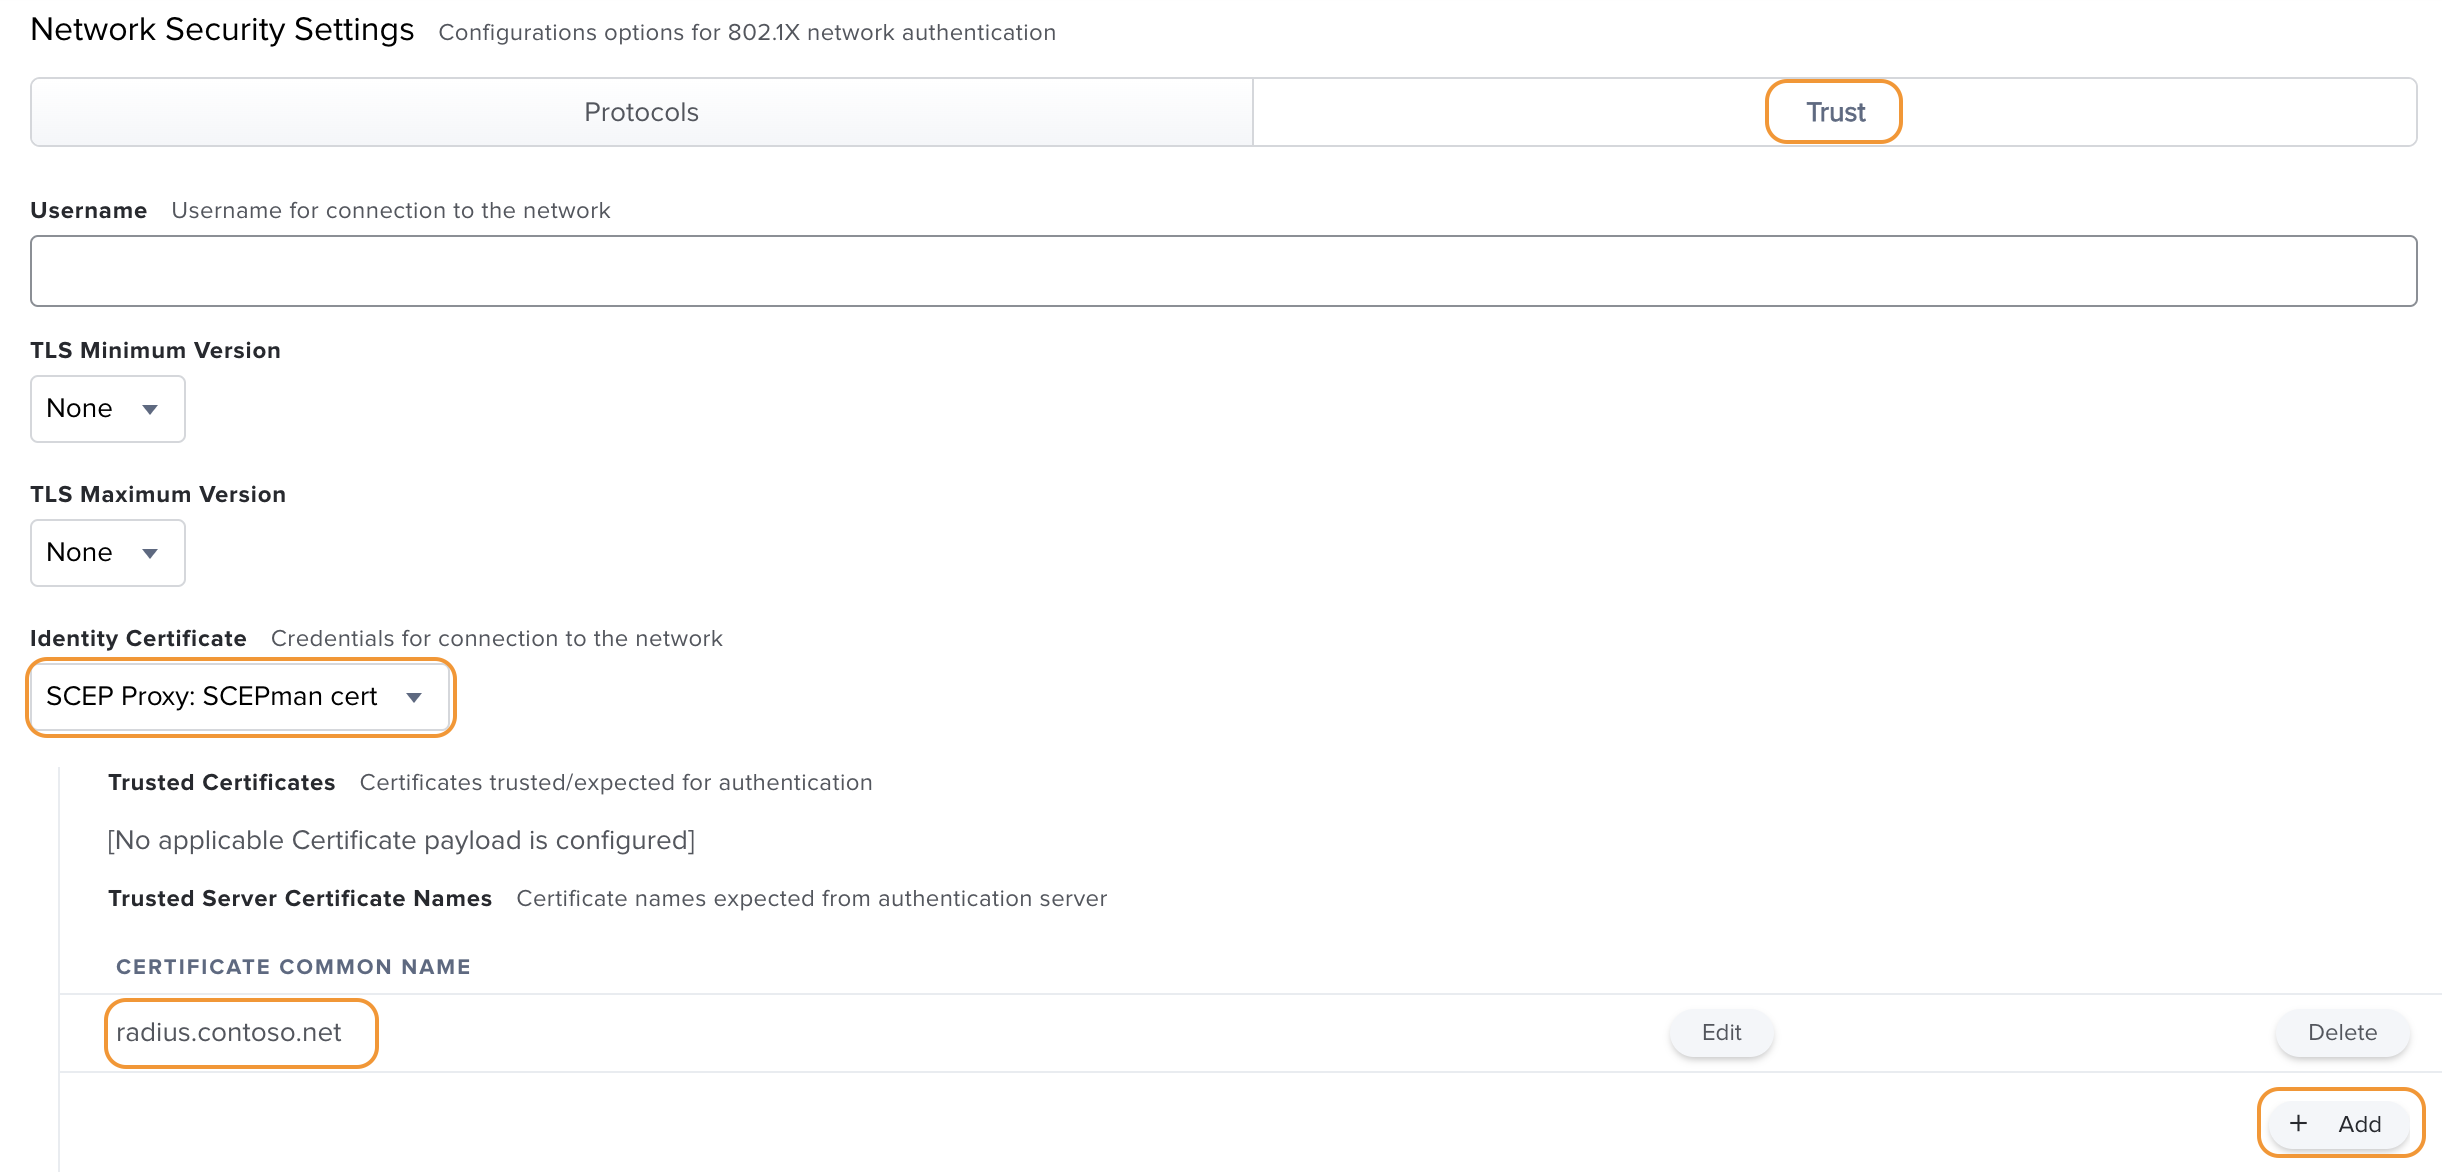 Network Security Settings Configurations options for 802.1X network authentication
Protocols Trust
Username Username for connection to the network
TLS Minimum Version
None
TLS Maximum Version
None
Identity Certificate Credentials for connection to the network
SCEP Proxy: SCEPman cert
Trusted Certificates Certificates trusted/expected for authentication
[No applicable Certificate payload is configured]
Trusted Server Certificate Names Certificate names expected from authentication server
CERTIFICATE COMMON NAME
radius.contoso.net Edit Delete
+ Add